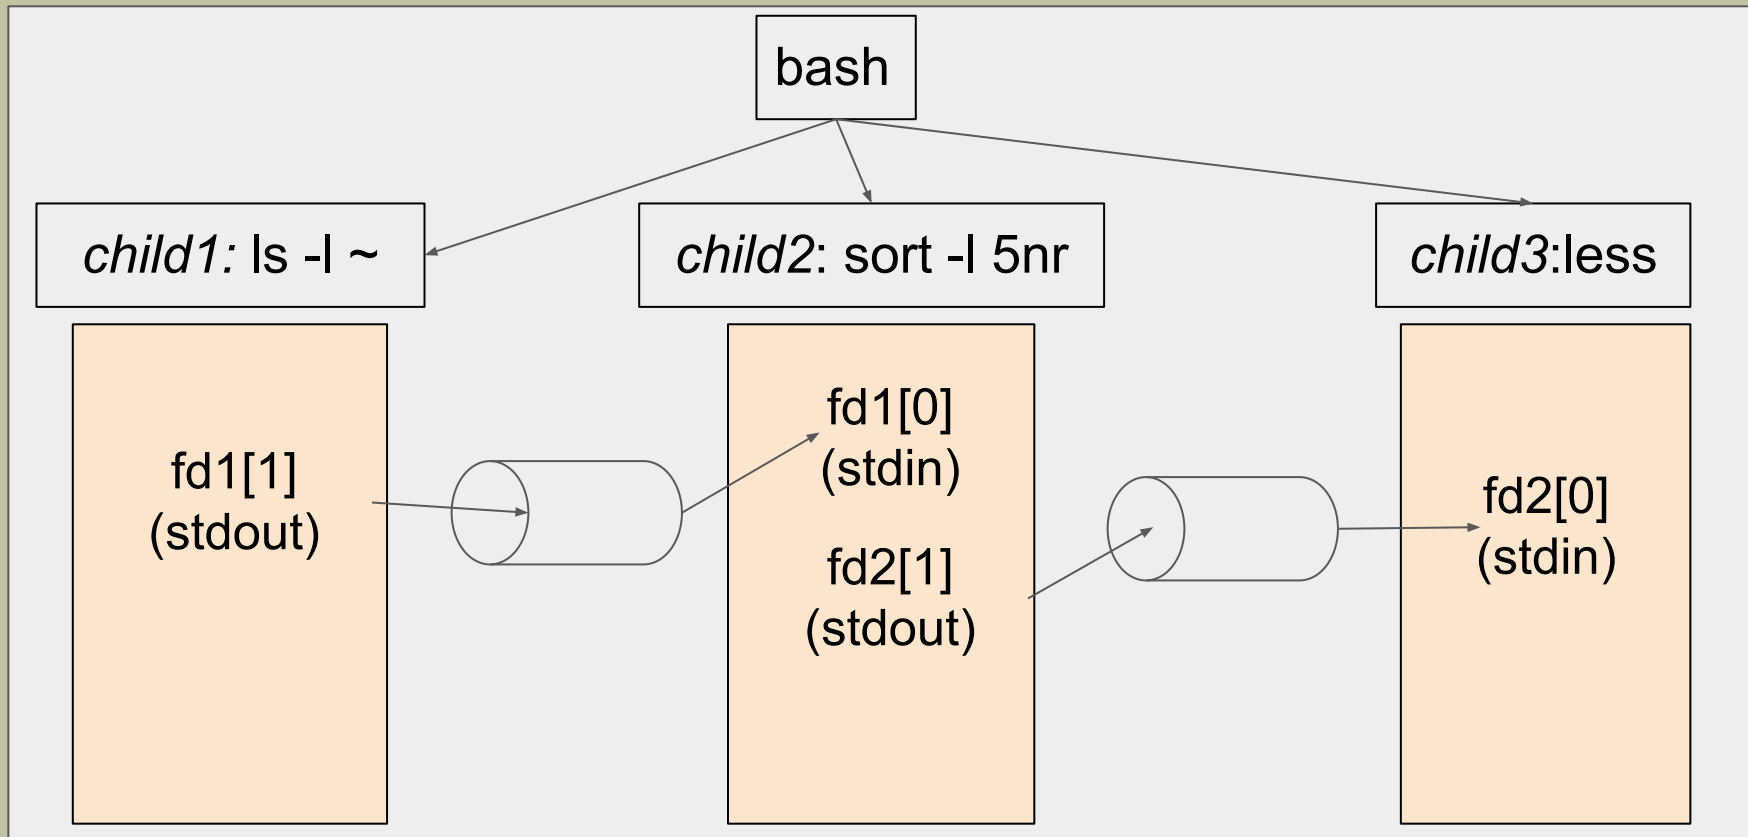 bash
child1: ls -l ~
child2: sort -l 5nr
child3:less
fd1[1]
(stdout)
fd1[0]
(stdin)
fd2[1]
(stdout)
fd2[0]
(stdin)